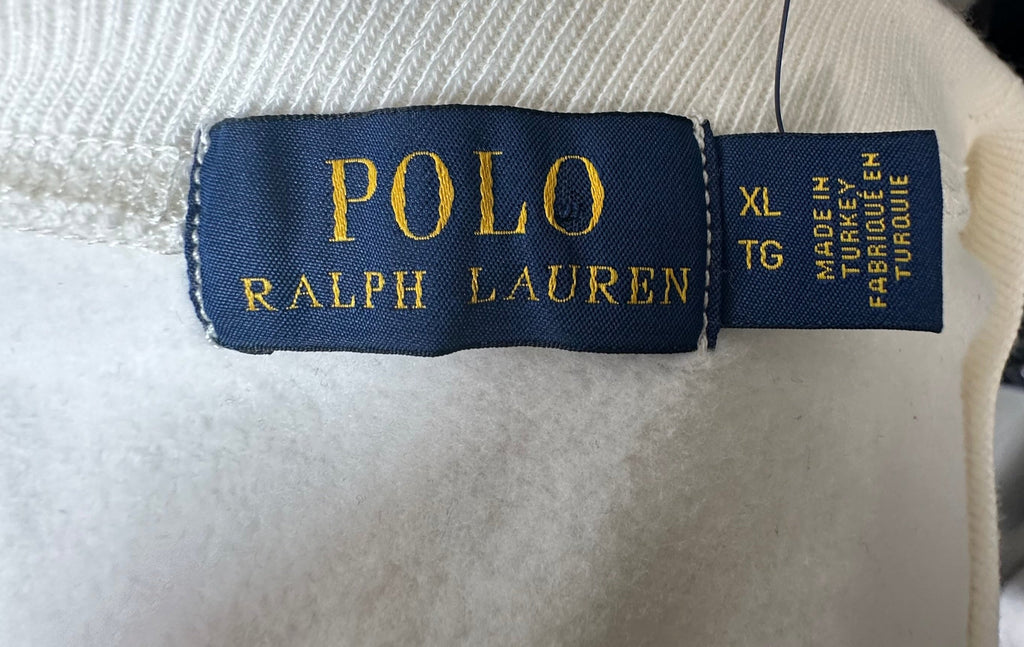 POLO
RALPH LAUREN
XL
TG
MADE IN
TURKEY
FABRIQUÉ EN
TURQUIE